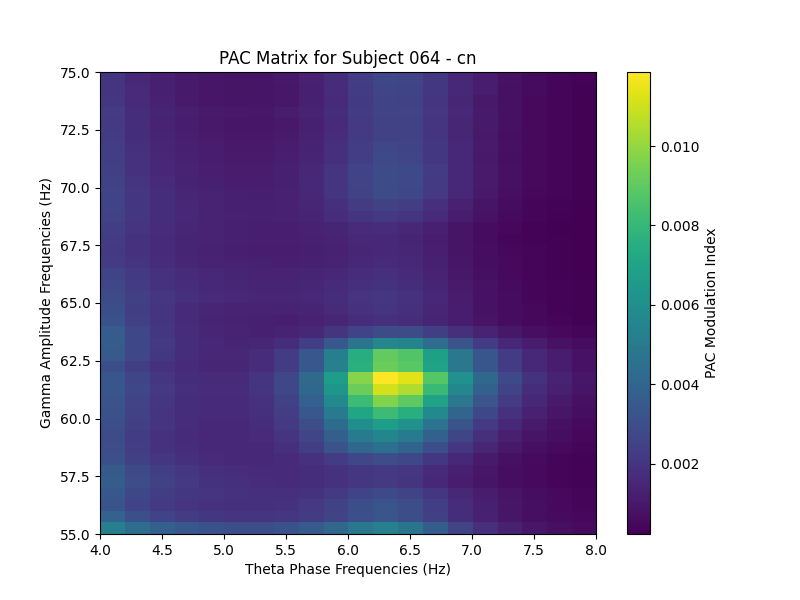 PAC Matrix for Subject 064 - cn
75.0
72.5
70.0
67.5
65.0
62.5
60.0
57.5
55.0
Gamma Amplitude Frequencies (Hz)
4.0 4.5 5.0 5.5 6.0 6.5 7.0 7.5 8.0
Theta Phase Frequencies (Hz)
0.010
0.008
0.006
0.004
0.002
PAC Modulation Index